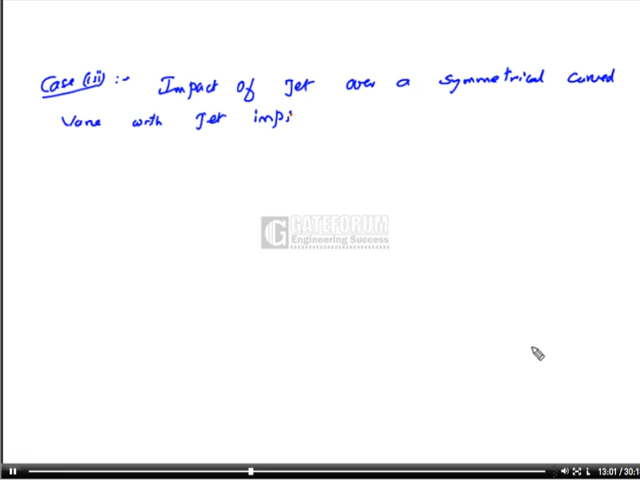 Case (iii) :- Impact of Jet over a symmetrical curved
Vane with Jet impi
GATEFORUM
Engineering Success
13:01 / 30:1